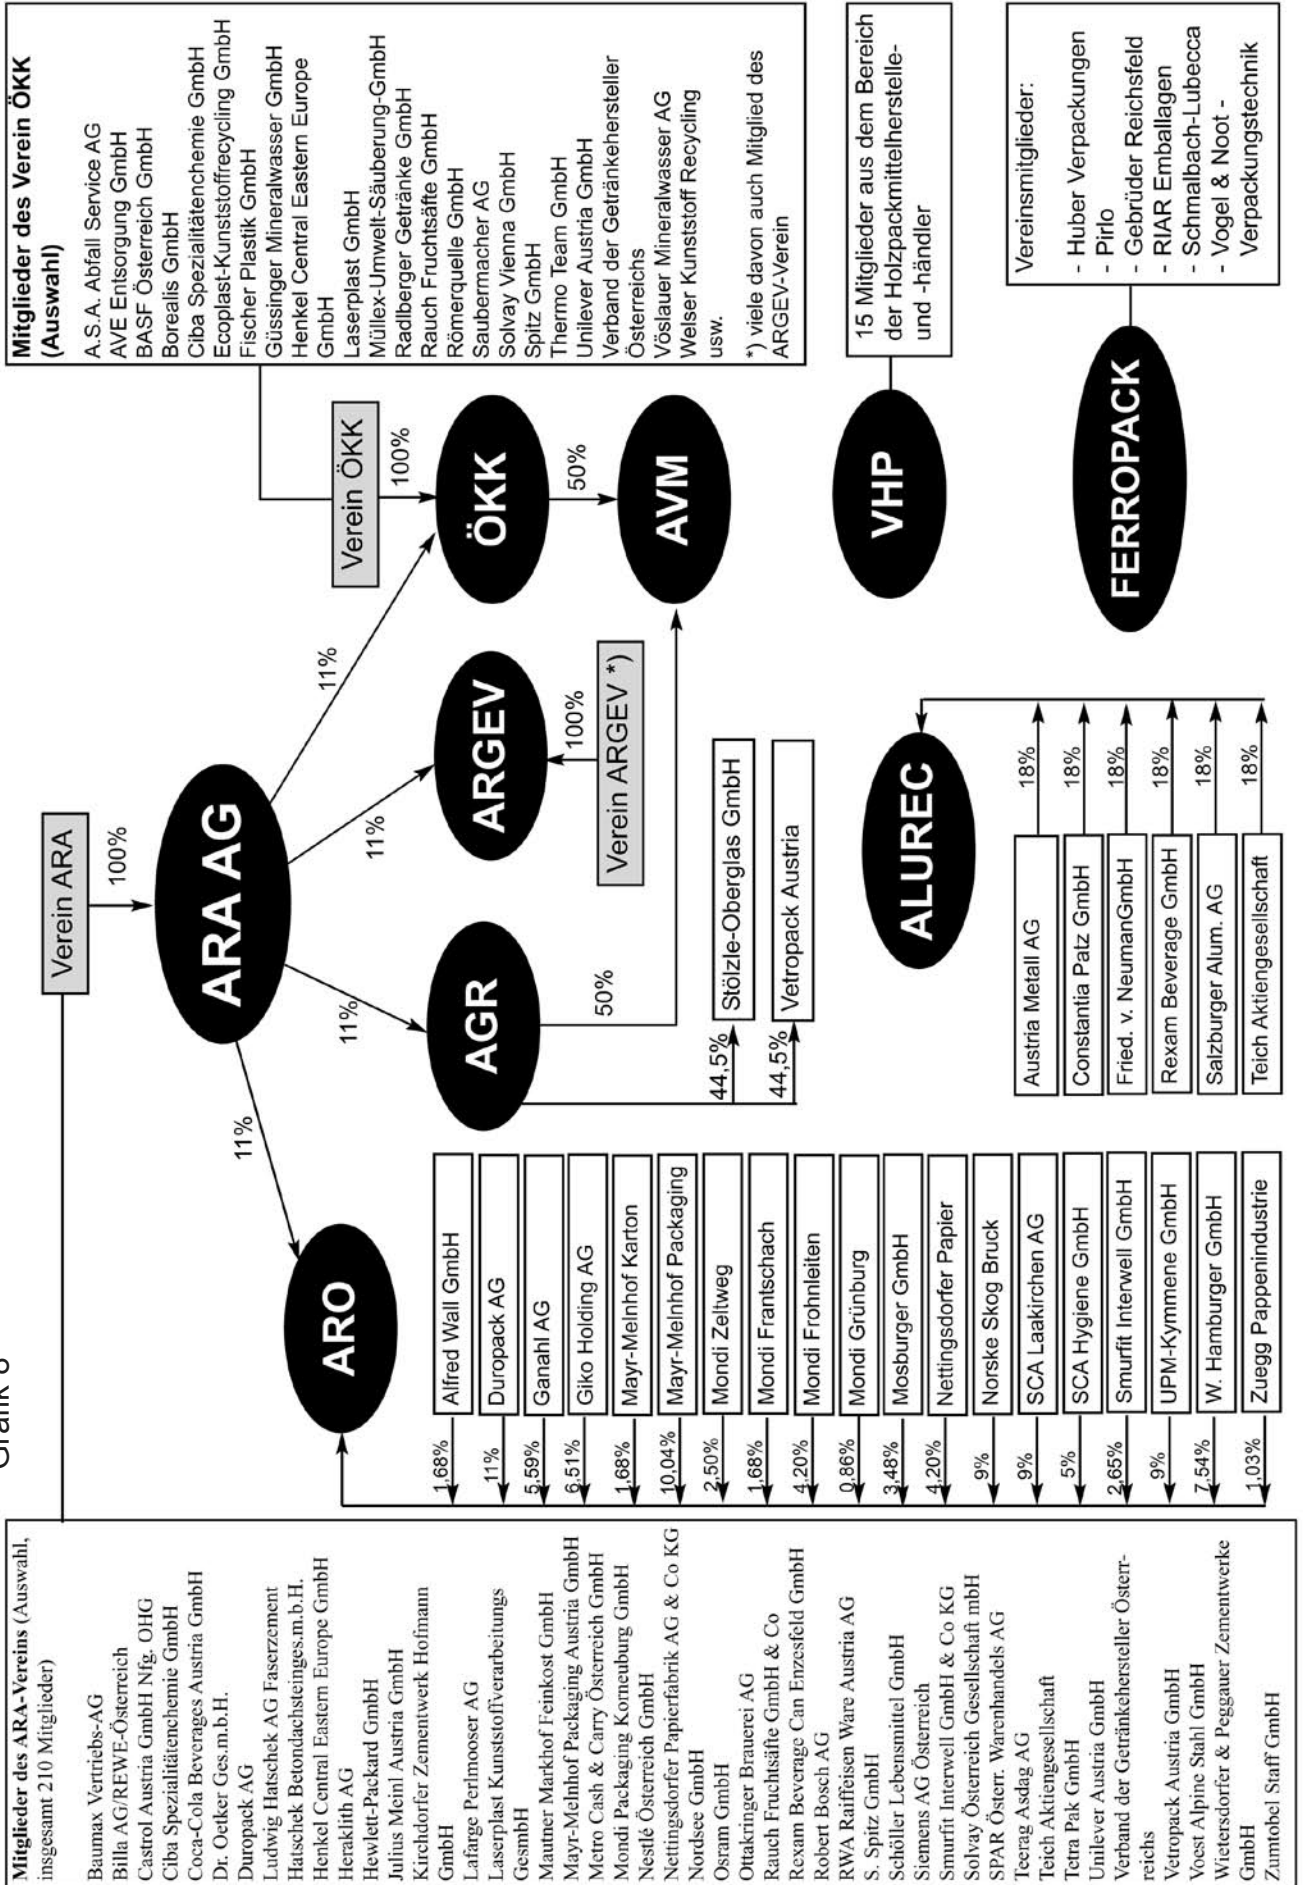 Grafik 8
Mitglieder des ARA-Vereins (Auswahl,
insgesamt 210 Mitglieder)
Baumax Vertriebs-AG
Billa AG/REWE-Österreich
Castrol Austria GmbH Nfg. OHG
Ciba Spezialitätenchemie GmbH
Coca-Cola Beverages Austria GmbH
Dr. Oetker Ges.m.b.H.
Duropack AG
Ludwig Hatschek AG Faserzement
Hatschek Betondachsteinges.m.b.H.
Henkel Central Eastern Europe GmbH
Heraklith AG
Hewlett-Packard GmbH
Julius Meinl Austria GmbH
Kirchdorfer Zementwerk Hofmann
GmbH
Lafarge Perlmooser AG
Laserplast Kunststoffverarbeitungs
GesmbH
Mautner Markhof Feinkost GmbH
Mayr-Melnhof Packaging Austria GmbH
Metro Cash & Carry Österreich GmbH
Mondi Packaging Korneuburg GmbH
Nestlé Österreich GmbH
Nettingsdorfer Papierfabrik AG & Co KG
Nordsee GmbH
Osram GmbH
Ottakringer Brauerei AG
Rauch Fruchtsäfte GmbH & Co
Rexam Beverage Can Enzesfeld GmbH
Robert Bosch AG
RWA Raiffeisen Ware Austria AG
S. Spitz GmbH
Schöller Lebensmittel GmbH
Siemens AG Österreich
Smurfit Interwell GmbH & Co KG
Solvay Österreich Gesellschaft mbH
SPAR Österr. Warenhandels AG
Teerag Asdag AG
Teich Aktiengesellschaft
Tetra Pak GmbH
Unilever Austria GmbH
Verband der Getränkehersteller Öster-
reichs
Vetropack Austria GmbH
Voest Alpine Stahl GmbH
Wietersdorfer & Peggauer Zementwerke
GmbH
Zumtobel Staff GmbH
Verein ARA
100%
ARA AG
11%
11%
11%
11%
ARO
AGR
ARGEV
ÖKK
Verein ÖKK
100%
50%
AVM
100%
Verein ARGEV *)
50%
44,5%
Stölzle-Oberglas GmbH
44,5%
Vetropack Austria
1,68%
Alfred Wall GmbH
11%
Duropack AG
5,59%
Ganahl AG
6,51%
Giko Holding AG
1,68%
Mayr-Melnhof Karton
10,04%
Mayr-Melnhof Packaging
2,50%
Mondi Zeltweg
1,68%
Mondi Frantschach
4,20%
Mondi Frohnleiten
0,86%
Mondi Grünburg
3,48%
Mosburger GmbH
4,20%
Nettingsdorfer Papier
9%
Norske Skog Bruck
9%
SCA Laakirchen AG
5%
SCA Hygiene GmbH
2,65%
Smurfit Interwell GmbH
9%
UPM-Kymmene GmbH
7,54%
W. Hamburger GmbH
1,03%
Zuegg Pappenindustrie
ALUREC
Austria Metall AG
18%
Constantia Patz GmbH
18%
Fried. v. NeumanGmbH
18%
Rexam Beverage GmbH
18%
Salzburger Alum. AG
18%
Teich Aktiengesellschaft
18%
Mitglieder des Verein ÖKK
(Auswahl)
A.S.A. Abfall Service AG
AVE Entsorgung GmbH
BASF Österreich GmbH
Borealis GmbH
Ciba Spezialitätenchemie GmbH
Ecoplast-Kunststoffrecycling GmbH
Fischer Plastik GmbH
Güssinger Mineralwasser GmbH
Henkel Central Eastern Europe
GmbH
Laserplast GmbH
Müllex-Umwelt-Säuberung-GmbH
Radlberger Getränke GmbH
Rauch Fruchtsäfte GmbH
Römerquelle GmbH
Saubermacher AG
Solvay Vienna GmbH
Spitz GmbH
Thermo Team GmbH
Unilever Austria GmbH
Verband der Getränkehersteller
Österreichs
Vöslauer Mineralwasser AG
Welser Kunststoff Recycling
usw.
*) viele davon auch Mitglied des
ARGEV-Verein
VHP
15 Mitglieder aus dem Bereich
der Holzpackmittelherstelle-
und -händler
FERROPACK
Vereinsmitglieder:
- Huber Verpackungen
- Pirlo
- Gebrüder Reichsfeld
- RIAR Emballagen
- Schmalbach-Lubecca
- Vogel & Noot -
Verpackungstechnik